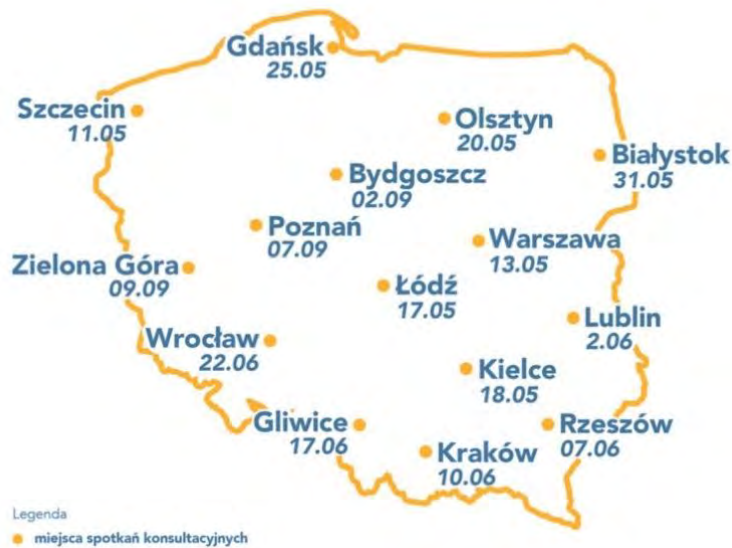 Gdańsk
25.05
Szczecin
11.05
Olsztyn
20.05
Białystok
31.05
Bydgoszcz
02.09
Poznań
07.09
Warszawa
13.05
Zielona Góra
09.09
Łódź
17.05
Lublin
2.06
Wrocław
22.06
Kielce
18.05
Gliwice
17.06
Rzeszów
07.06
Kraków
10.06
Legenda
miejsca spotkań konsultacyjnych